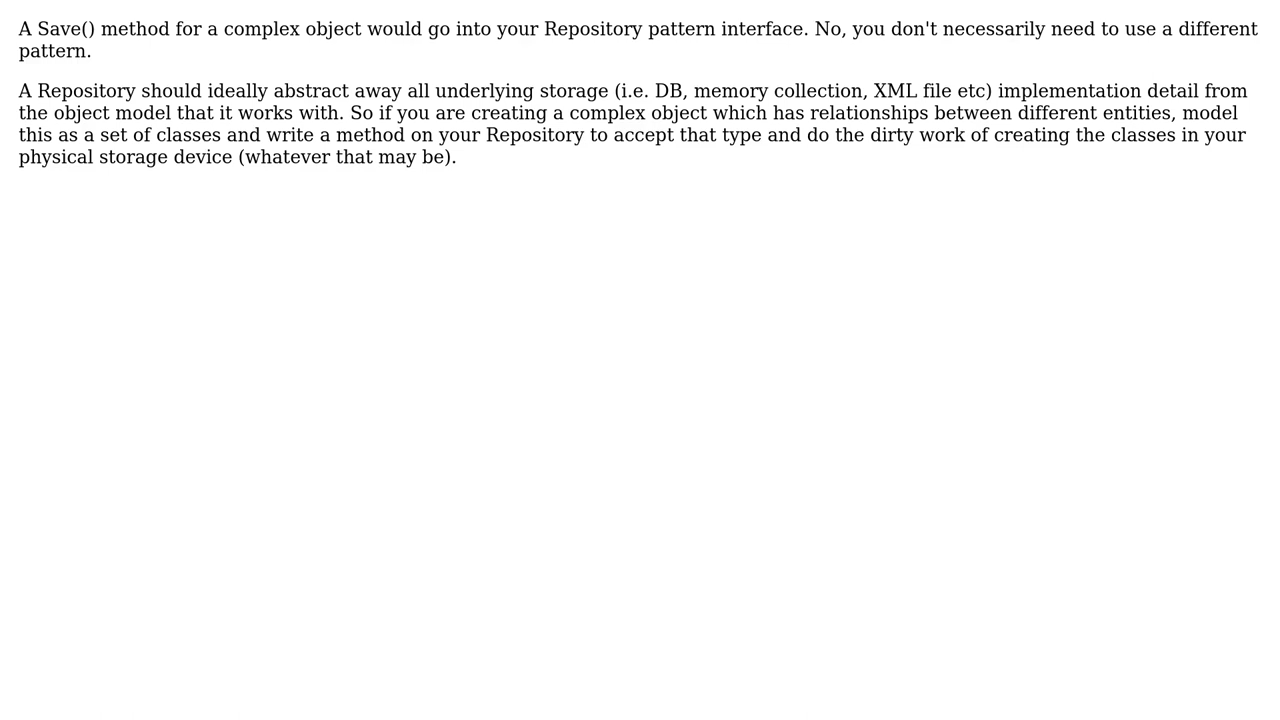 A Save() method for a complex object would go into your Repository pattern interface. No, you don't necessarily need to use a different
pattern.
A Repository should ideally abstract away all underlying storage (i.e. DB, memory collection, XML file etc) implementation detail from
the object model that it works with. So if you are creating a complex object which has relationships between different entities, model
this as a set of classes and write a method on your Repository to accept that type and do the dirty work of creating the classes in your
physical storage device (whatever that may be).